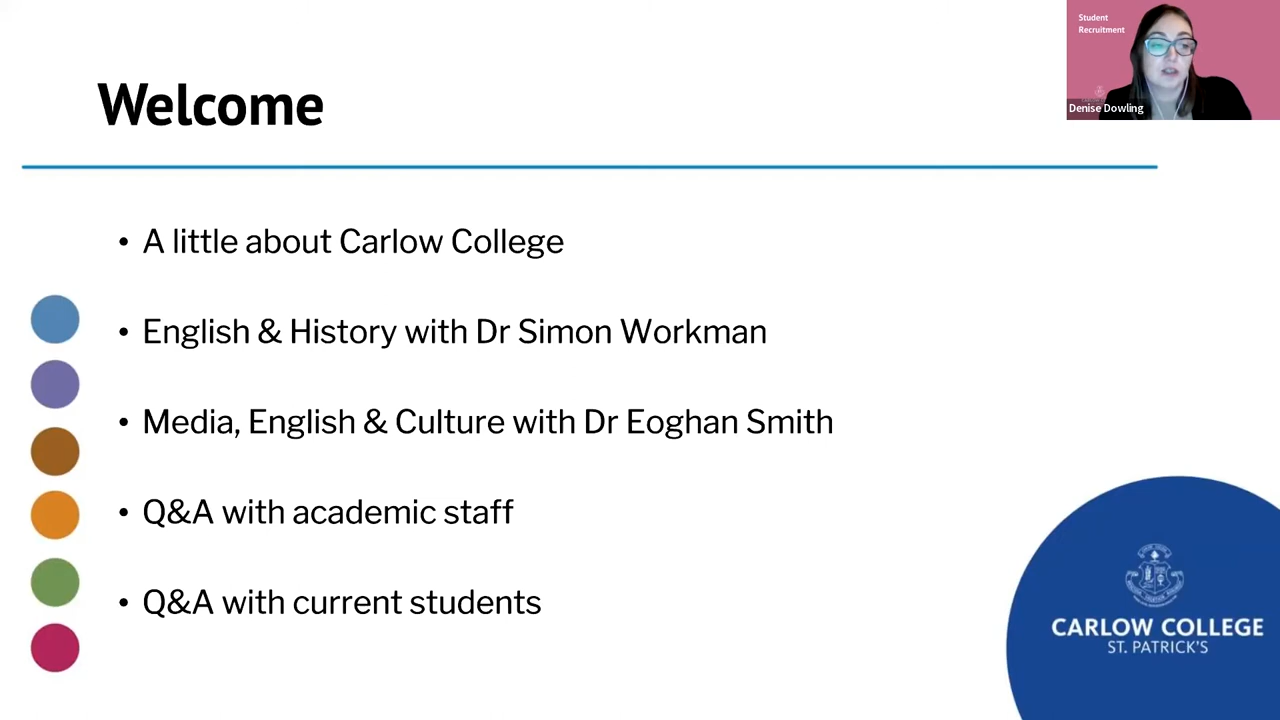 Student
Recruitment
Denise Dowling
Welcome
• A little about Carlow College
• English & History with Dr Simon Workman
• Media, English & Culture with Dr Eoghan Smith
• Q&A with academic staff
• Q&A with current students
CARLOW COLLEGE
ST. PATRICK'S